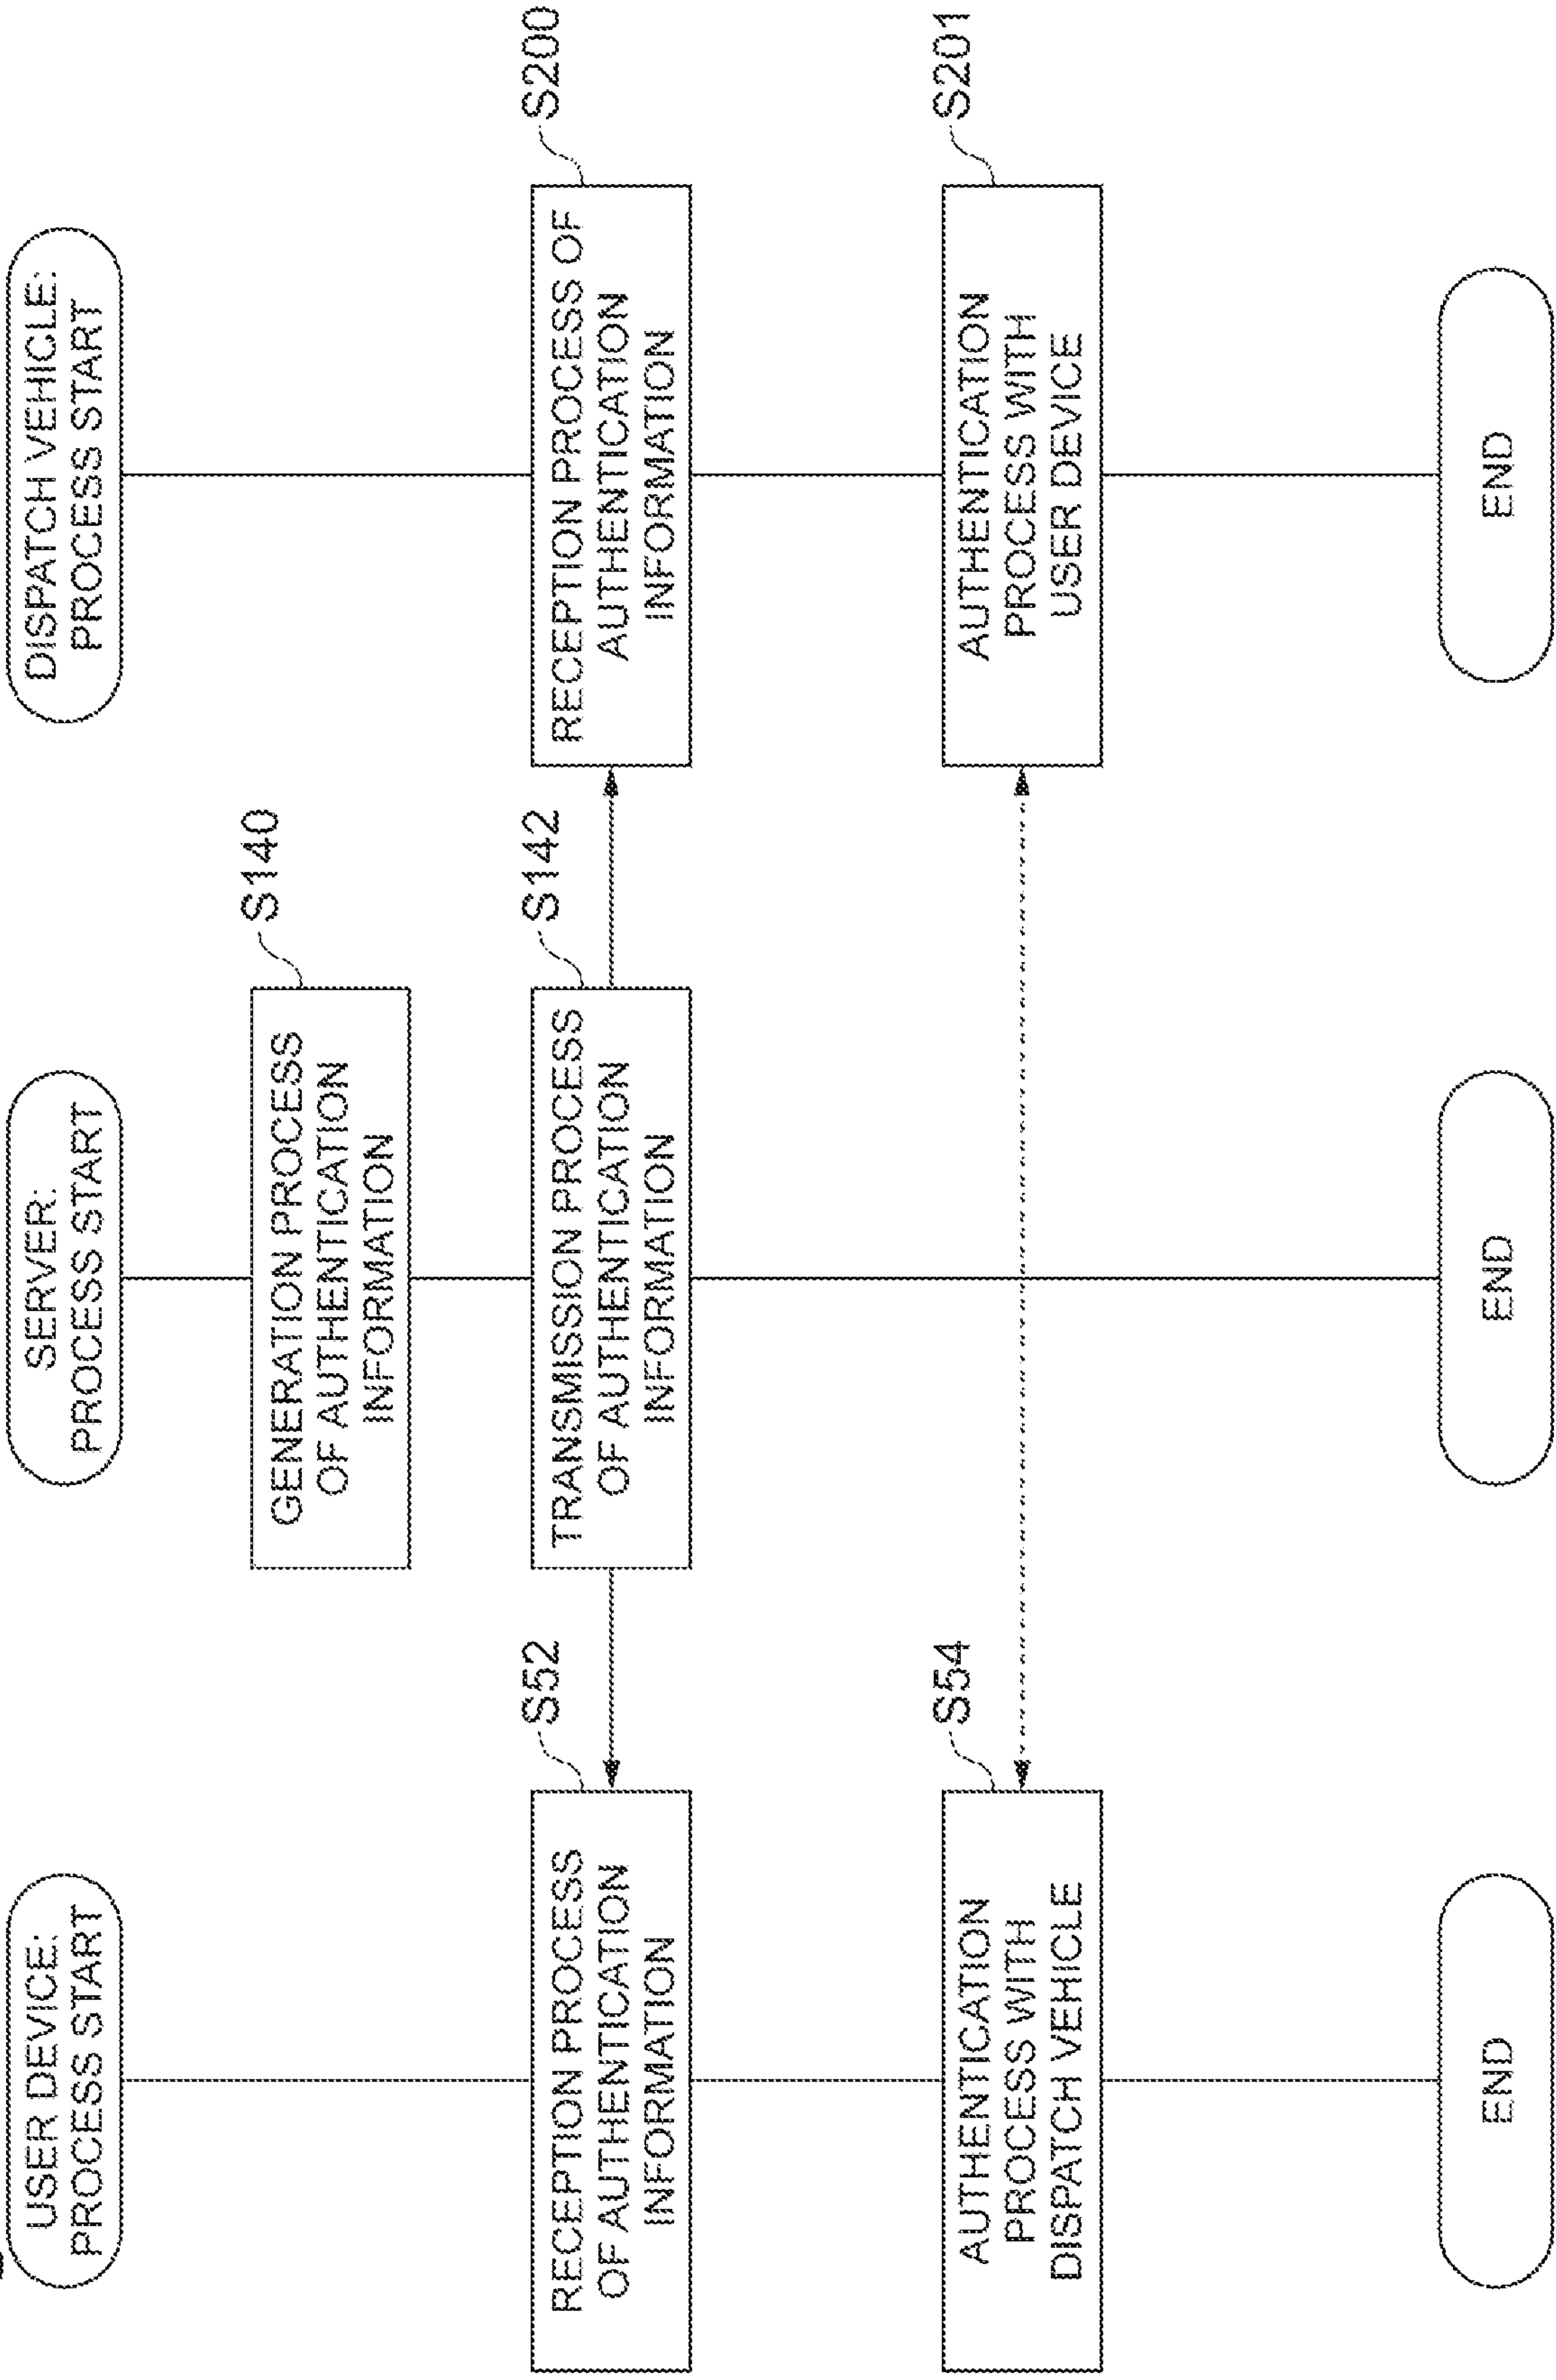 USER DEVICE:
PROCESS START
SERVER:
PROCESS START
DISPATCH VEHICLE:
PROCESS START
S140
GENERATION PROCESS
OF AUTHENTICATION
INFORMATION
S52
RECEPTION PROCESS
OF AUTHENTICATION
INFORMATION
S142
TRANSMISSION PROCESS
OF AUTHENTICATION
INFORMATION
S200
RECEPTION PROCESS OF
AUTHENTICATION
INFORMATION
S54
AUTHENTICATION
PROCESS WITH
DISPATCH VEHICLE
S201
AUTHENTICATION
PROCESS WITH
USER DEVICE
END
END
END